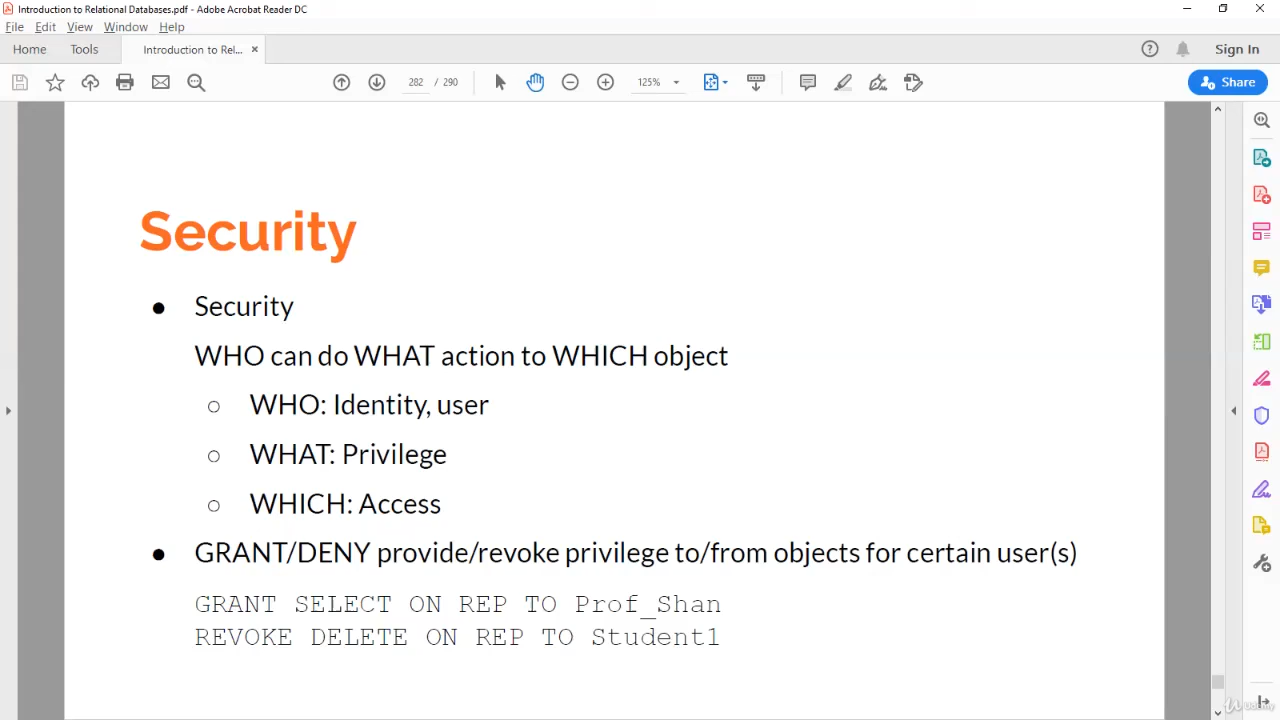 Introduction to Relational Databases.pdf - Adobe Acrobat Reader DC
File Edit View Window Help
Home Tools Introduction to Rel... × Sign In
282 / 290 125% Share
Security
● Security
WHO can do WHAT action to WHICH object
○ WHO: Identity, user
○ WHAT: Privilege
○ WHICH: Access
● GRANT/DENY provide/revoke privilege to/from objects for certain user(s)
GRANT SELECT ON REP TO Prof_Shan
REVOKE DELETE ON REP TO Student1
Udemy